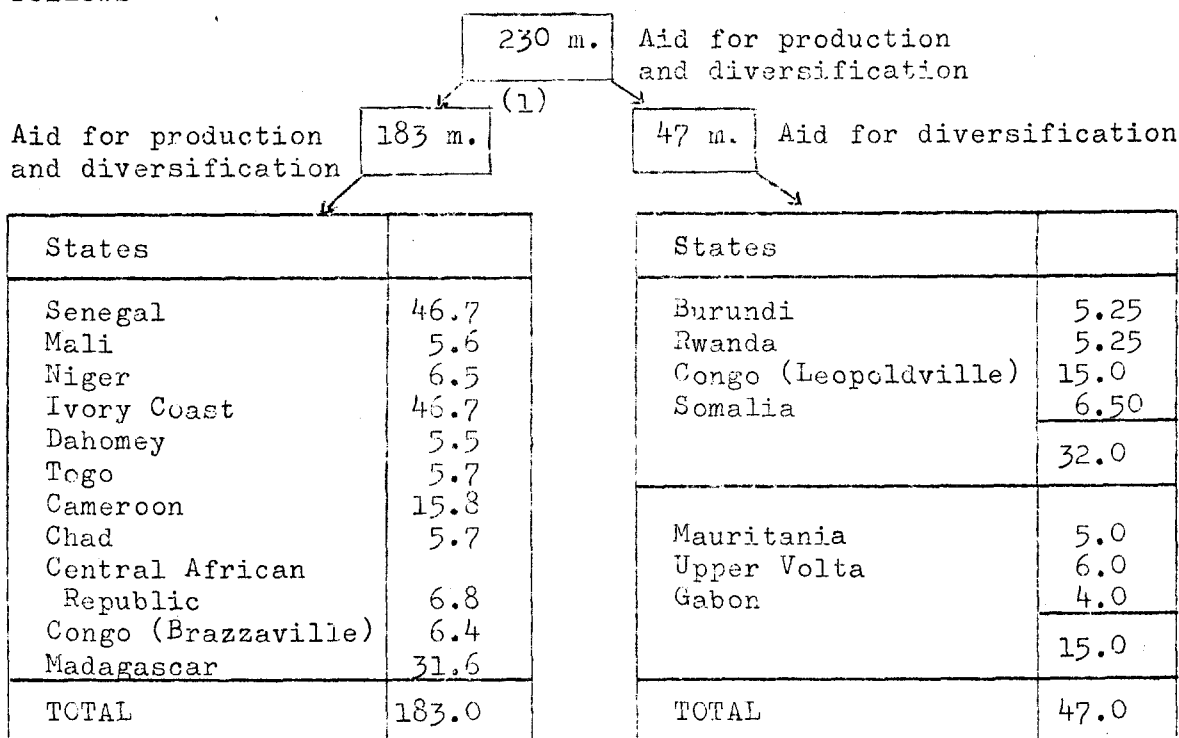 230 m. Aid for production
and diversification
(1)
Aid for production 183 m.
and diversification
47 m. Aid for diversification
States
Senegal 46.7
Mali 5.6
Niger 6.5
Ivory Coast 46.7
Dahomey 5.5
Togo 5.7
Cameroon 15.8
Chad 5.7
Central African
Republic 6.8
Congo (Brazzaville) 6.4
Madagascar 31.6
TOTAL 183.0
States
Burundi 5.25
Rwanda 5.25
Congo (Leopoldville) 15.0
Somalia 6.50
32.0
Mauritania 5.0
Upper Volta 6.0
Gabon 4.0
15.0
TOTAL 47.0